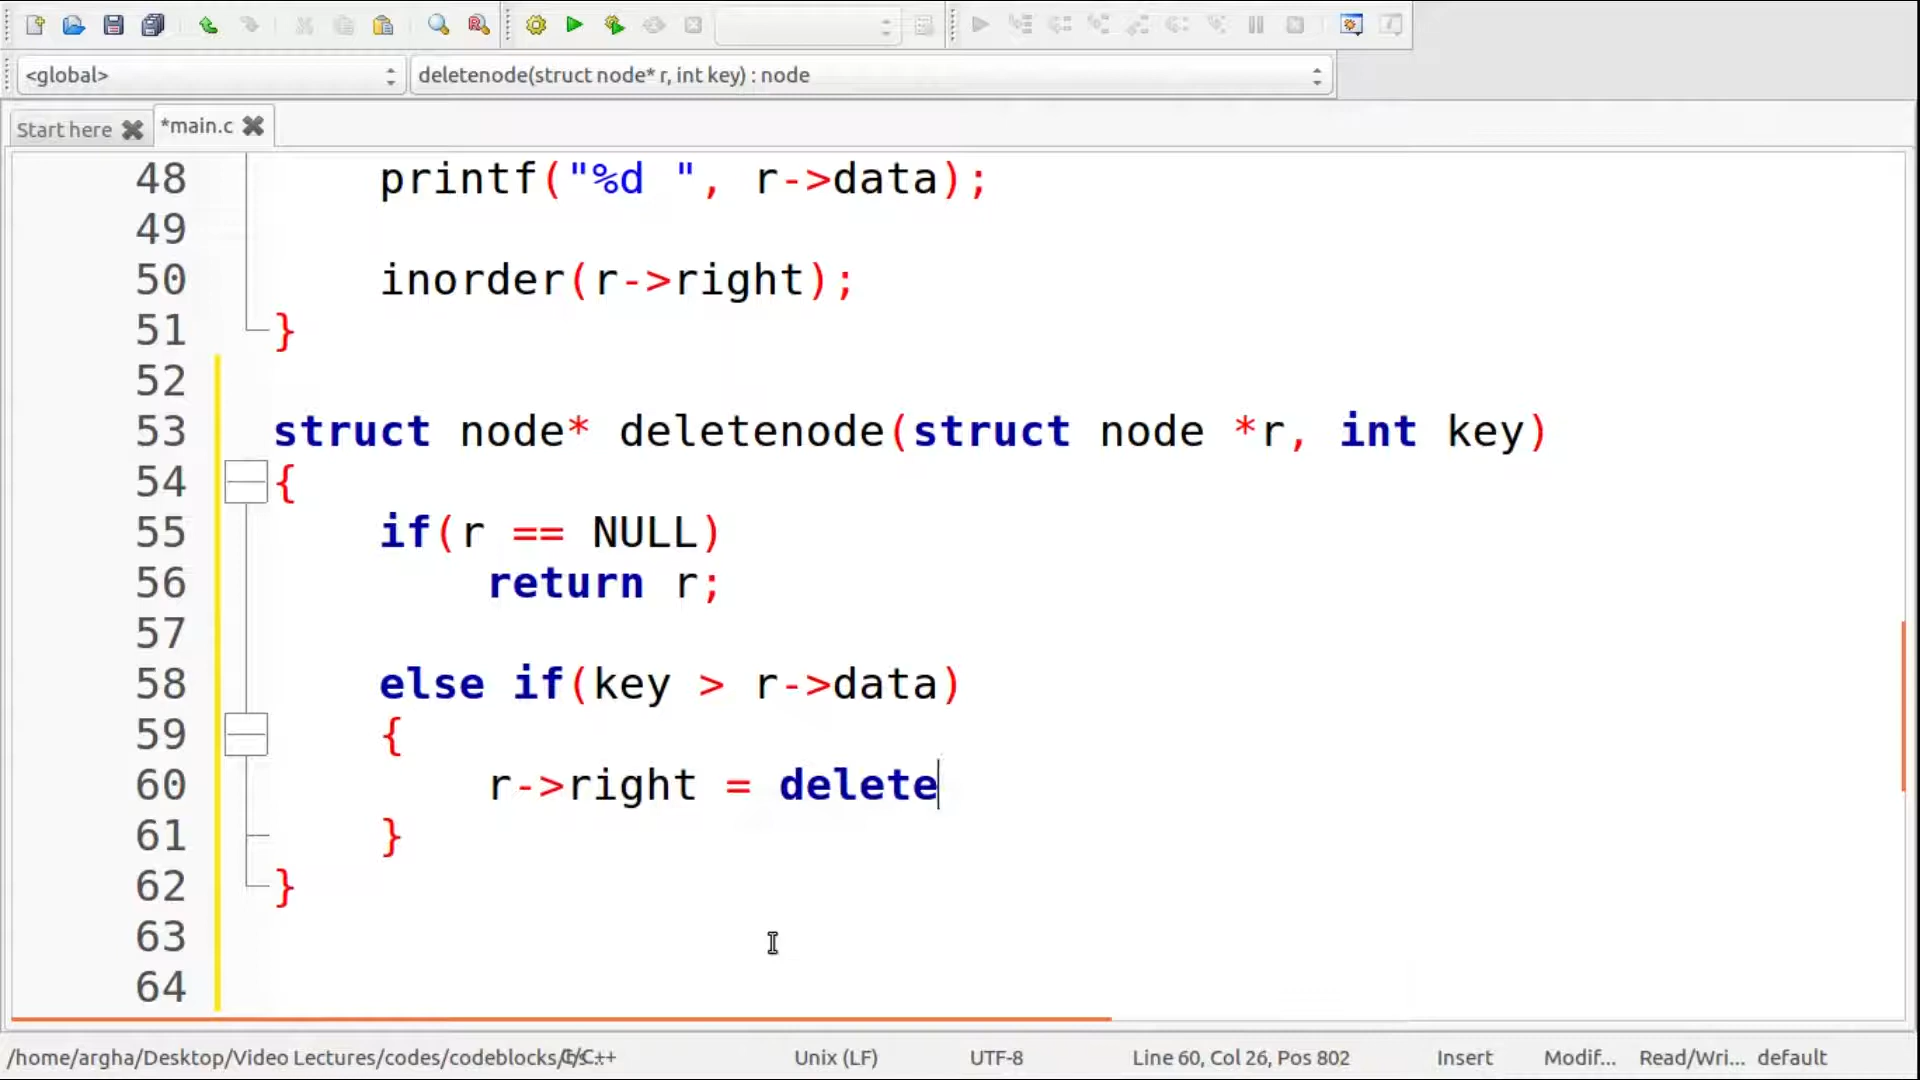 <global>
deletenode(struct node* r, int key) : node
Start here
*main.c
48 printf("%d ", r->data);
49
50 inorder(r->right);
51 }
52
53 struct node* deletenode(struct node *r, int key)
54 {
55 if(r == NULL)
56 return r;
57
58 else if(key > r->data)
59 {
60 r->right = delete
61 }
62 }
63
64
/home/argha/Desktop/Video Lectures/codes/codeblocks/ C/C++ Unix (LF) UTF-8 Line 60, Col 26, Pos 802 Insert Modif... Read/Wri... default